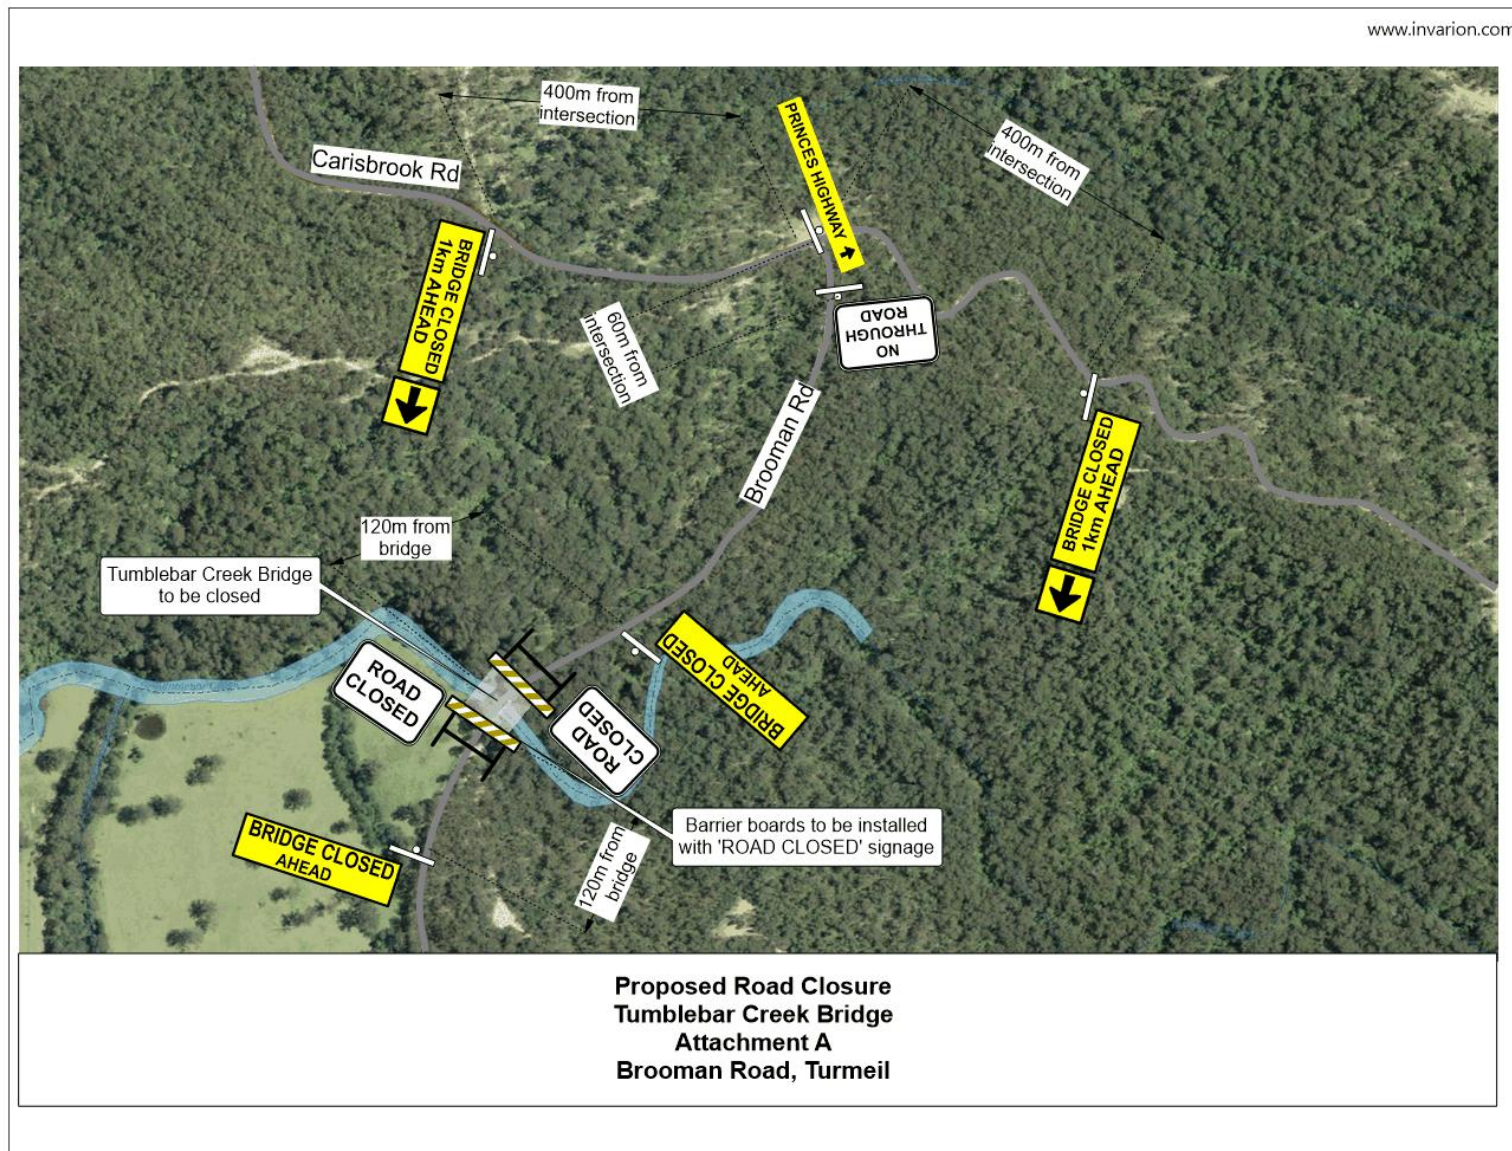 www.invarion.com
400m from
intersection
PRINCES HIGHWAY
400m from
intersection
Carisbrook Rd
BRIDGE CLOSED
1km AHEAD
60m from
intersection
NO
THROUGH
ROAD
Brooman Rd
BRIDGE CLOSED
1km AHEAD
120m from
bridge
Tumblebar Creek Bridge
to be closed
ROAD
CLOSED
ROAD
CLOSED
BRIDGE CLOSED
AHEAD
BRIDGE CLOSED
AHEAD
120m from
bridge
Barrier boards to be installed
with 'ROAD CLOSED' signage
Proposed Road Closure
Tumblebar Creek Bridge
Attachment A
Brooman Road, Turmeil